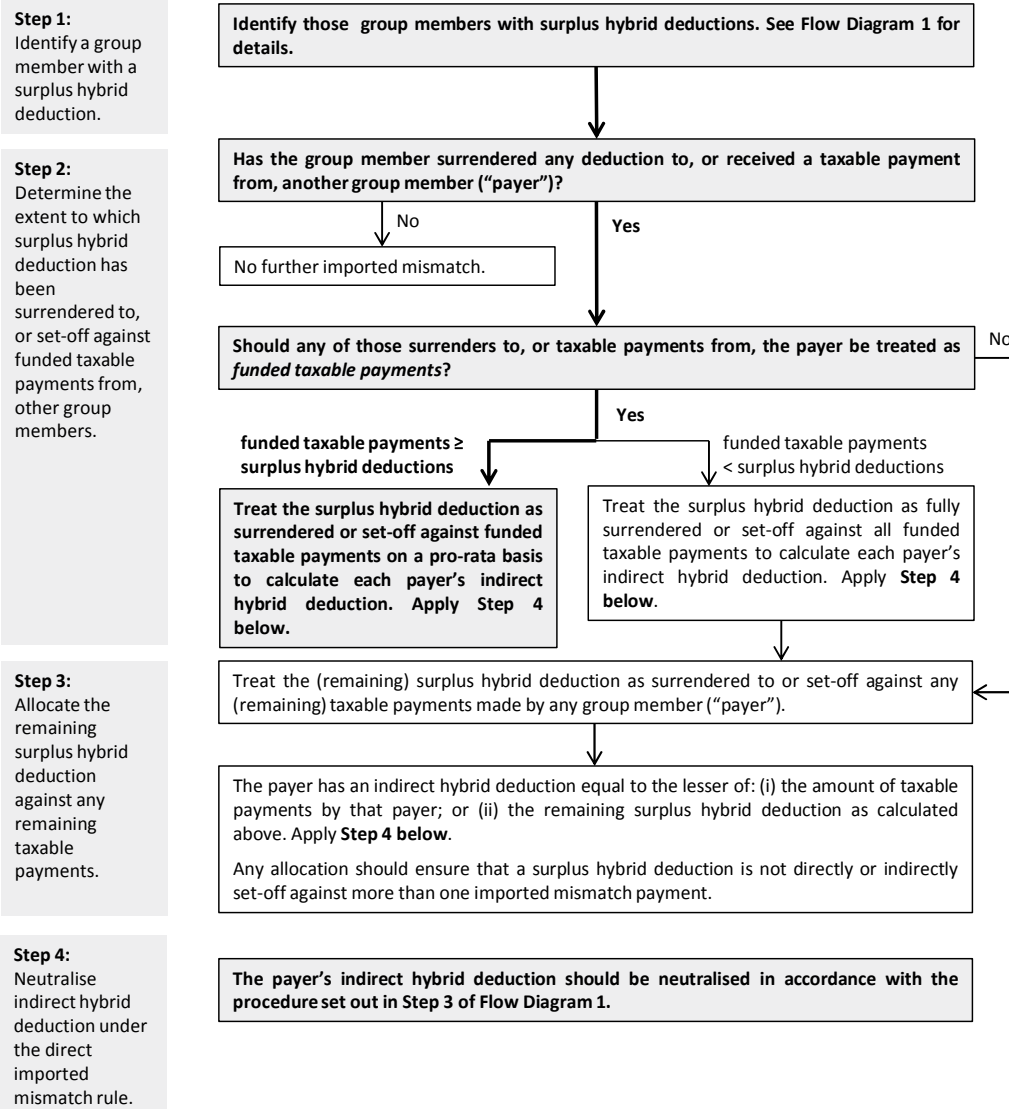 Step 1:
Identify a group
member with a
surplus hybrid
deduction.
Identify those group members with surplus hybrid deductions. See Flow Diagram 1 for
details.
Step 2:
Determine the
extent to which
surplus hybrid
deduction has
been
surrendered to,
or set-off against
funded taxable
payments from,
other group
members.
Has the group member surrendered any deduction to, or received a taxable payment
from, another group member (“payer”)?
No
Yes
No further imported mismatch.
Should any of those surrenders to, or taxable payments from, the payer be treated as
funded taxable payments?
No
Yes
funded taxable payments ≥
surplus hybrid deductions
funded taxable payments
< surplus hybrid deductions
Treat the surplus hybrid deduction as
surrendered or set-off against funded
taxable payments on a pro-rata basis
to calculate each payer’s indirect
hybrid deduction. Apply Step 4
below.
Treat the surplus hybrid deduction as fully
surrendered or set-off against all funded
taxable payments to calculate each payer’s
indirect hybrid deduction. Apply Step 4
below.
Step 3:
Allocate the
remaining
surplus hybrid
deduction
against any
remaining
taxable
payments.
Treat the (remaining) surplus hybrid deduction as surrendered to or set-off against any
(remaining) taxable payments made by any group member (“payer”).
The payer has an indirect hybrid deduction equal to the lesser of: (i) the amount of taxable
payments by that payer; or (ii) the remaining surplus hybrid deduction as calculated
above. Apply Step 4 below.
Any allocation should ensure that a surplus hybrid deduction is not directly or indirectly
set-off against more than one imported mismatch payment.
Step 4:
Neutralise
indirect hybrid
deduction under
the direct
imported
mismatch rule.
The payer’s indirect hybrid deduction should be neutralised in accordance with the
procedure set out in Step 3 of Flow Diagram 1.